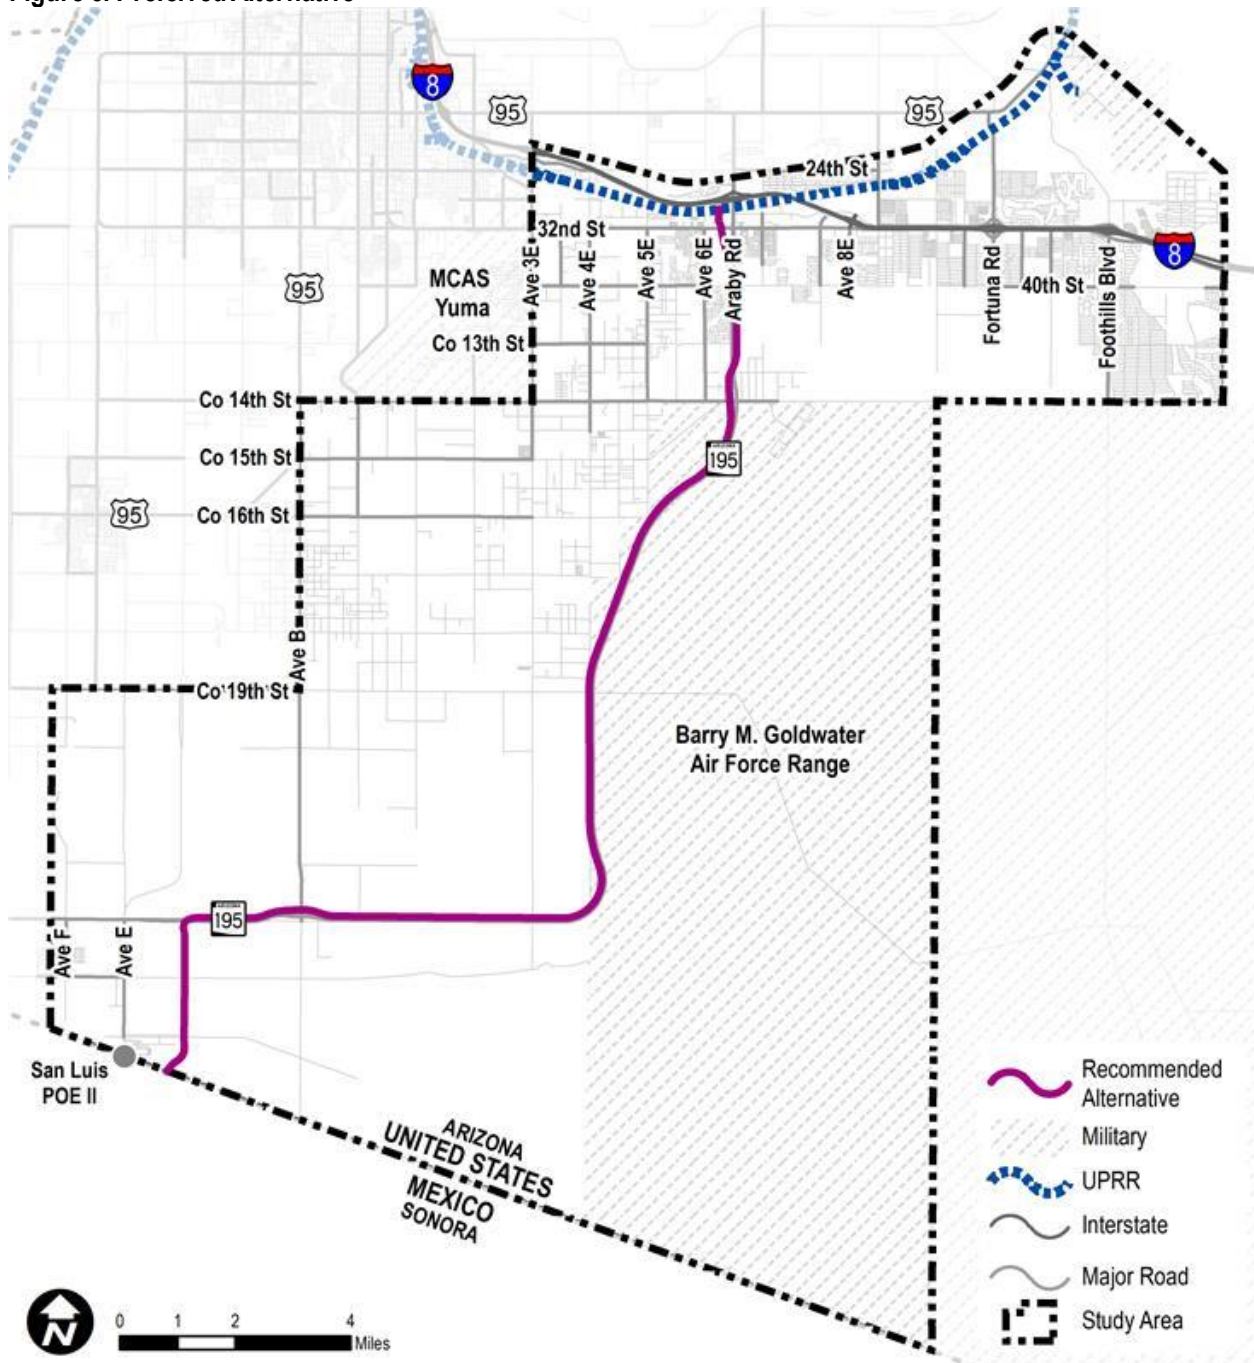 8
95
95
24th St
32nd St
Ave 3E
Ave 4E
Ave 5E
Ave 6E
Araby Rd
Ave 8E
Fortuna Rd
Foothills Blvd
8
40th St
95
MCAS
Yuma
Co 13th St
Co 14th St
ARIZONA
195
Co 15th St
95
Co 16th St
Ave B
Co 19th St
Barry M. Goldwater
Air Force Range
ARIZONA
195
Ave F
Ave E
San Luis
POE II
ARIZONA
UNITED STATES
MEXICO
SONORA
Recommended
Alternative
Military
UPRR
Interstate
Major Road
Study Area
N
0 1 2 4
Miles